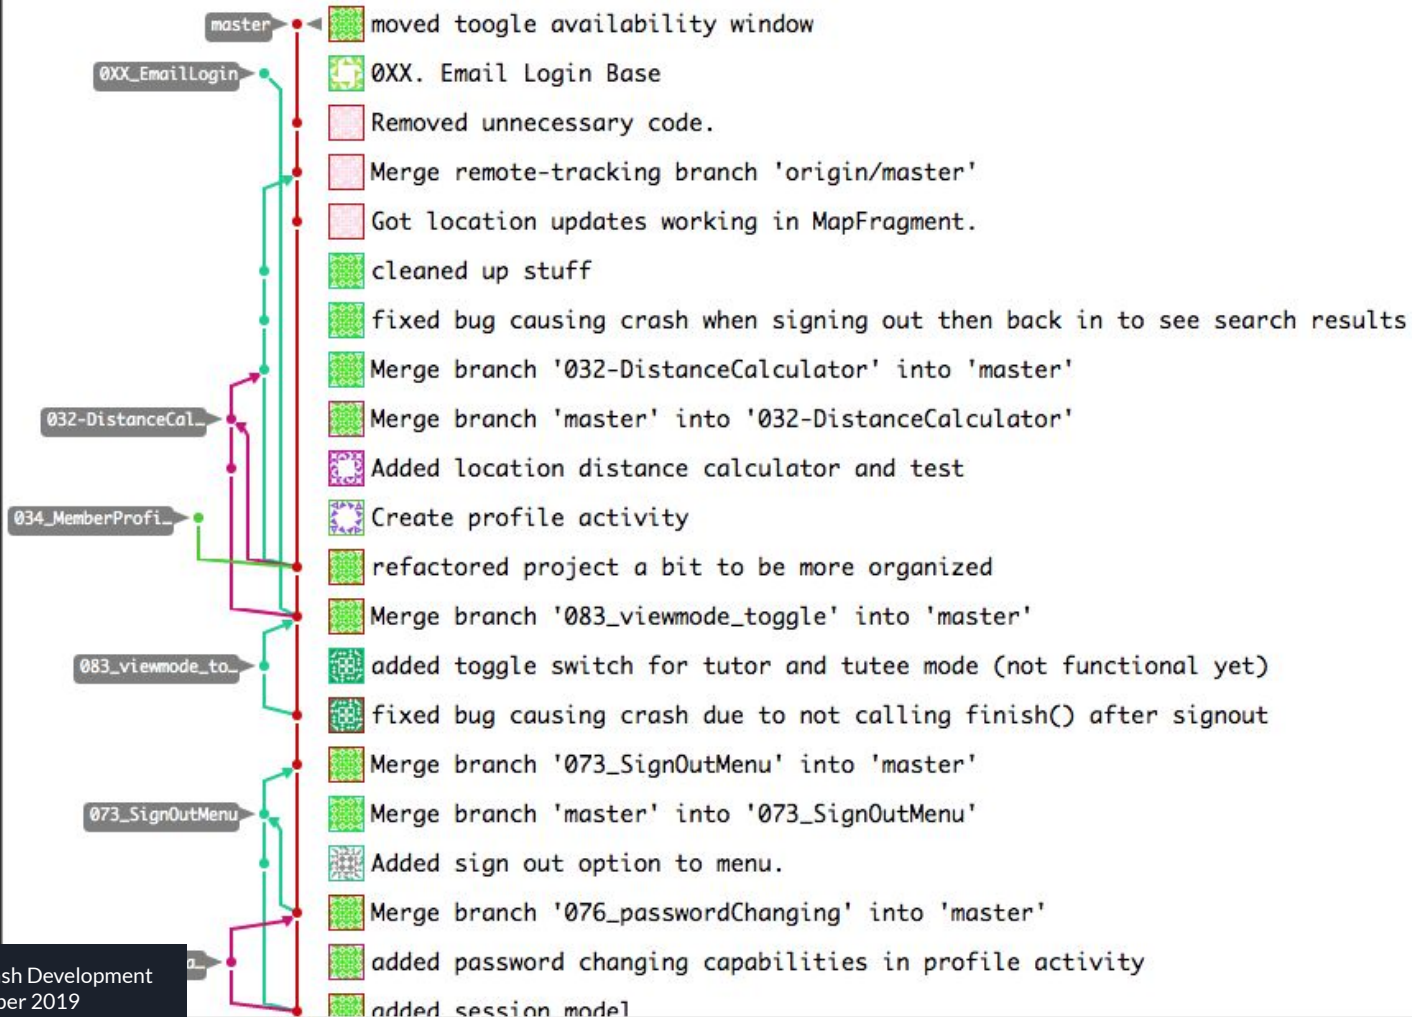 master moved toogle availability window
0XX_EmailLogin 0XX. Email Login Base
Removed unnecessary code.
Merge remote-tracking branch 'origin/master'
Got location updates working in MapFragment.
cleaned up stuff
fixed bug causing crash when signing out then back in to see search results
Merge branch '032-DistanceCalculator' into 'master'
032-DistanceCal… Merge branch 'master' into '032-DistanceCalculator'
Added location distance calculator and test
034_MemberProfi… Create profile activity
refactored project a bit to be more organized
Merge branch '083_viewmode_toggle' into 'master'
083_viewmode_to… added toggle switch for tutor and tutee mode (not functional yet)
fixed bug causing crash due to not calling finish() after signout
Merge branch '073_SignOutMenu' into 'master'
073_SignOutMenu Merge branch 'master' into '073_SignOutMenu'
Added sign out option to menu.
Merge branch '076_passwordChanging' into 'master'
added password changing capabilities in profile activity
sh Development
ber 2019
added session model